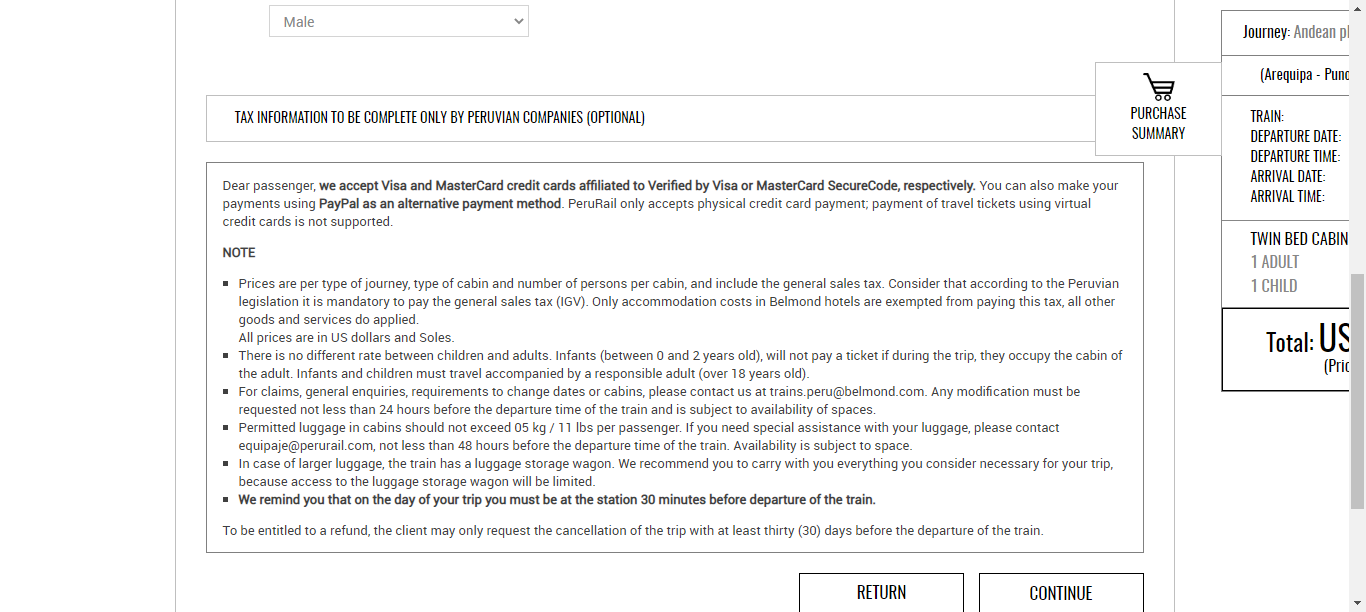 Male
TAX INFORMATION TO BE COMPLETE ONLY BY PERUVIAN COMPANIES (OPTIONAL)
Dear passenger, we accept Visa and MasterCard credit cards affiliated to Verified by Visa or MasterCard SecureCode, respectively. You can also make your
payments using PayPal as an alternative payment method. PeruRail only accepts physical credit card payment; payment of travel tickets using virtual
credit cards is not supported.
NOTE
Prices are per type of journey, type of cabin and number of persons per cabin, and include the general sales tax. Consider that according to the Peruvian
legislation it is mandatory to pay the general sales tax (IGV). Only accommodation costs in Belmond hotels are exempted from paying this tax, all other
goods and services do applied.
All prices are in US dollars and Soles.
There is no different rate between children and adults. Infants (between 0 and 2 years old), will not pay a ticket if during the trip, they occupy the cabin of
the adult. Infants and children must travel accompanied by a responsible adult (over 18 years old).
For claims, general enquiries, requirements to change dates or cabins, please contact us at trains.peru@belmond.com. Any modification must be
requested not less than 24 hours before the departure time of the train and is subject to availability of spaces.
Permitted luggage in cabins should not exceed 05 kg / 11 lbs per passenger. If you need special assistance with your luggage, please contact
equipaje@perurail.com, not less than 48 hours before the departure time of the train. Availability is subject to space.
In case of larger luggage, the train has a luggage storage wagon. We recommend you to carry with you everything you consider necessary for your trip,
because access to the luggage storage wagon will be limited.
We remind you that on the day of your trip you must be at the station 30 minutes before departure of the train.
To be entitled to a refund, the client may only request the cancellation of the trip with at least thirty (30) days before the departure of the train.
RETURN
CONTINUE
PURCHASE
SUMMARY
Journey: Andean
(Arequipa -
TRAIN:
DEPARTURE DATE:
DEPARTURE TIME:
ARRIVAL DATE:
ARRIVAL TIME:
TWIN BED CABIN
1 ADULT
1 CHILD
Total: US